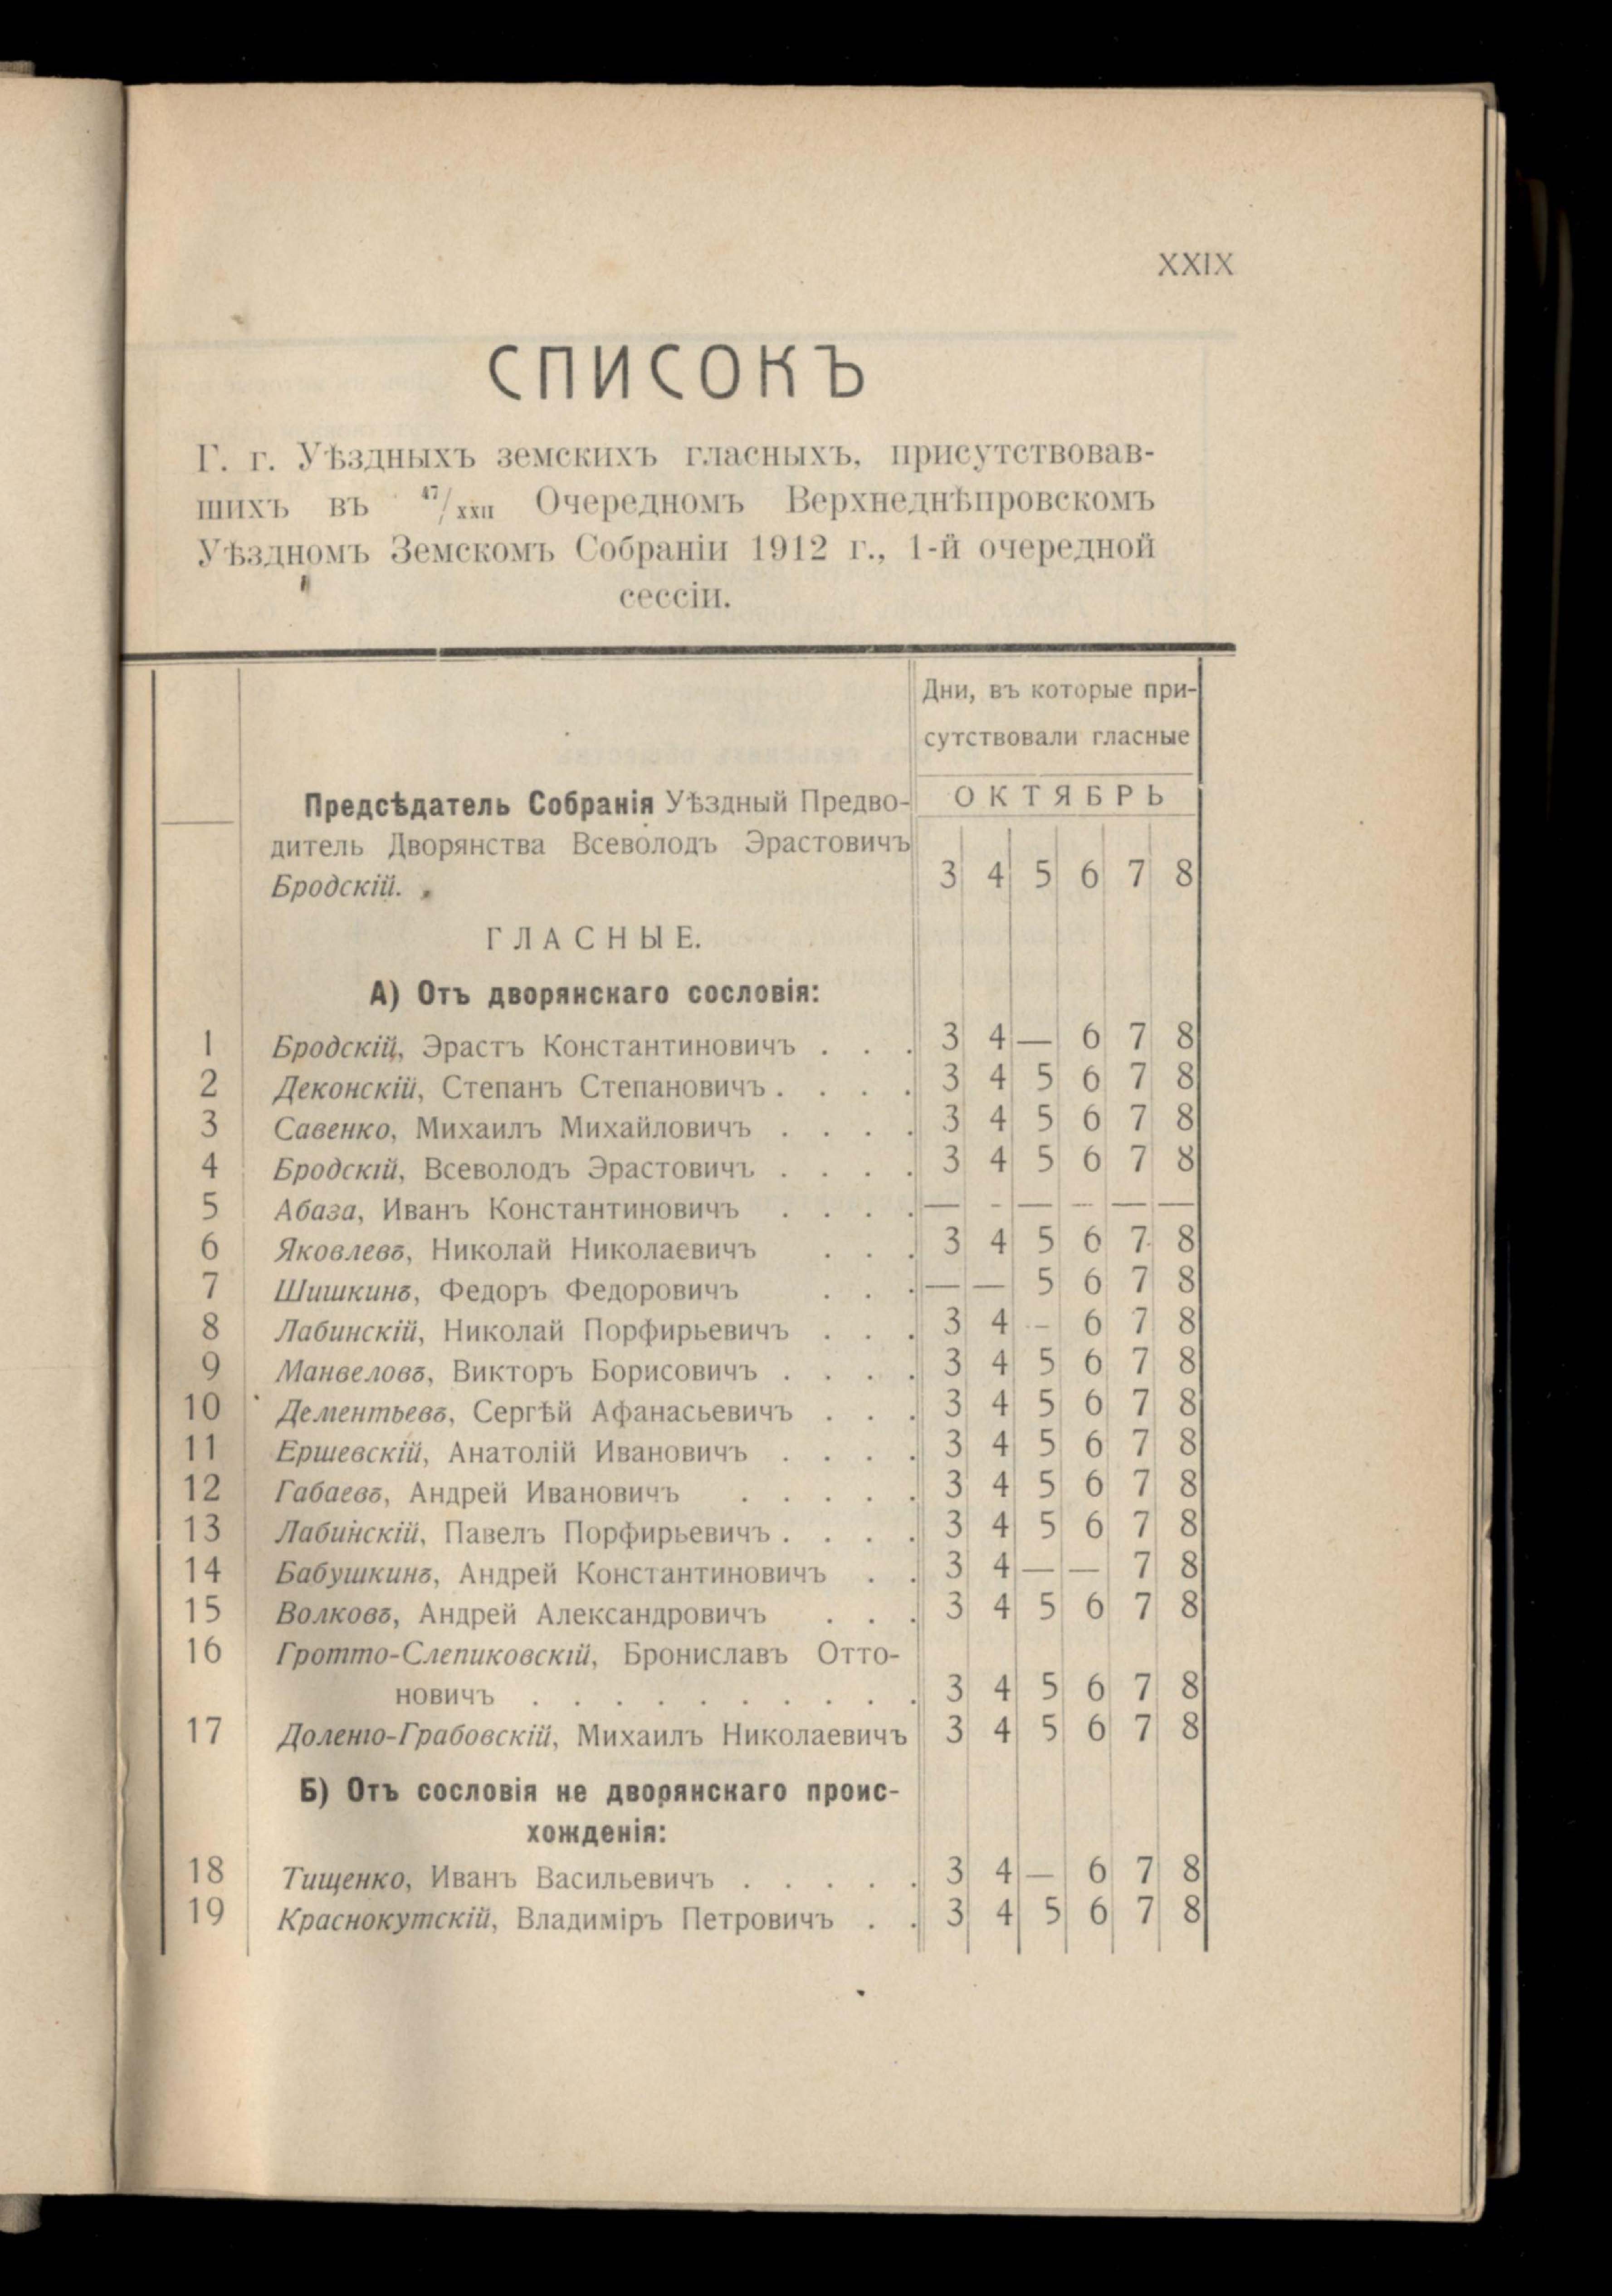 XXIX
СПИСОКЪ
Г. г. Уѣздныхъ земскихъ гласныхъ, присутствовав-
шихъ въ 47/XXII Очередномъ Верхнеднѣпровскомъ
Уѣздномъ Земскомъ Собраніи 1912 г., 1-й очередной
сессіи.
Дни, въ которые при-
сутствовали гласные
ОКТЯБРЬ
Предсѣдатель Собранія Уѣздный Предво-
дитель Дворянства Всеволодъ Эрастовичъ
Бродскій. 3 4 5 6 7 8
ГЛАСНЫЕ.
А) Отъ дворянскаго сословія:
1 Бродскій, Эрастъ Константиновичъ . . . 3 4 — 6 7 8
2 Деконскій, Степанъ Степановичъ . . . . 3 4 5 6 7 8
3 Савенко, Михаилъ Михайловичъ . . . . 3 4 5 6 7 8
4 Бродскій, Всеволодъ Эрастовичъ . . . . 3 4 5 6 7 8
5 Абаза, Иванъ Константиновичъ . . . . — - — — — —
6 Яковлевъ, Николай Николаевичъ . . . 3 4 5 6 7 8
7 Шишкинъ, Федоръ Федоровичъ . . . — — 5 6 7 8
8 Лабинскій, Николай Порфирьевичъ . . . 3 4 – 6 7 8
9 Манвеловъ, Викторъ Борисовичъ . . . . 3 4 5 6 7 8
10 Дементьевъ, Сергѣй Афанасьевичъ . . . 3 4 5 6 7 8
11 Ершевскій, Анатолій Ивановичъ . . . . 3 4 5 6 7 8
12 Габаевъ, Андрей Ивановичъ . . . . . 3 4 5 6 7 8
13 Лабинскій, Павелъ Порфирьевичъ . . . . 3 4 5 6 7 8
14 Бабушкинъ, Андрей Константиновичъ . . 3 4 — — 7 8
15 Волковъ, Андрей Александровичъ . . . 3 4 5 6 7 8
16 Гротто-Слепиковскій, Брониславъ Отто-
новичъ . . . . . . . . . . 3 4 5 6 7 8
17 Доленго-Грабовскій, Михаилъ Николаевичъ 3 4 5 6 7 8
Б) Отъ сословія не дворянскаго проис-
хожденія:
18 Тищенко, Иванъ Васильевичъ . . . . . 3 4 — 6 7 8
19 Краснокутскій, Владиміръ Петровичъ . . 3 4 5 6 7 8